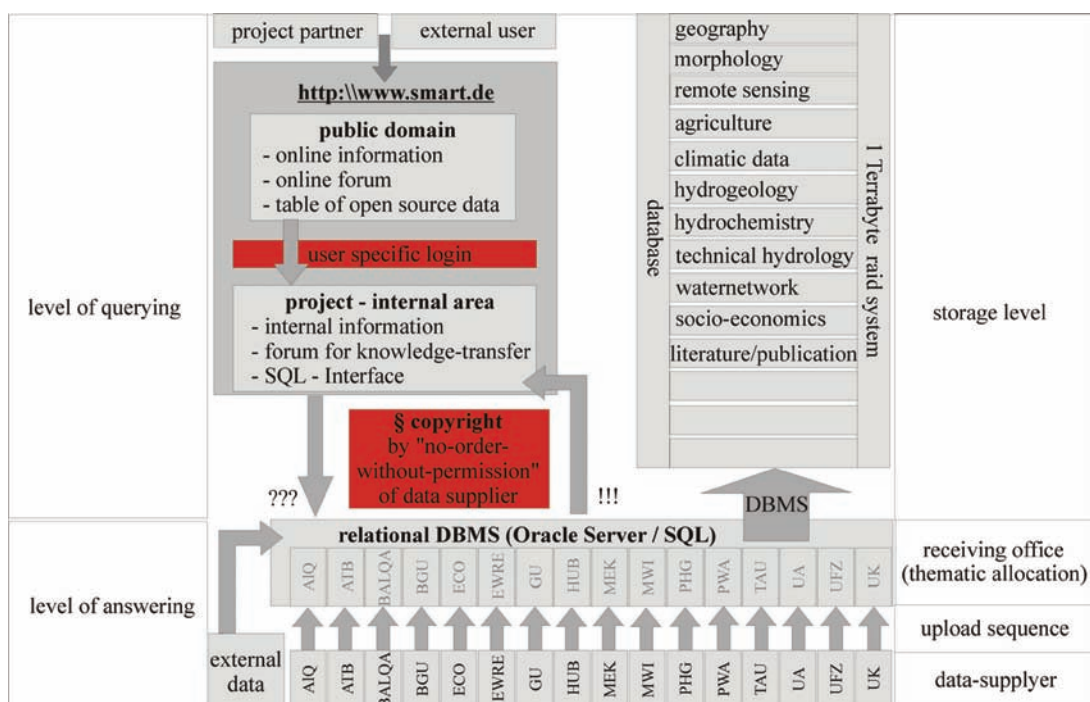 project partner
external user
http:\\www.smart.de
public domain
- online information
- online forum
- table of open source data
user specific login
project - internal area
- internal information
- forum for knowledge-transfer
- SQL - Interface
level of querying
§ copyright
by "no-order-
without-permission"
of data supplier
???
!!!
database
geography
morphology
remote sensing
agriculture
climatic data
hydrogeology
hydrochemistry
technical hydrology
waternetwork
socio-economics
literature/publication
1 Terrabyte raid system
storage level
DBMS
relational DBMS (Oracle Server / SQL)
AIQ
ATB
BALQA
BGU
ECO
EWRE
GU
HUB
MEK
MWI
PHG
PWA
TAU
UA
UFZ
UK
receiving office
(thematic allocation)
level of answering
upload sequence
external
data
AIQ
ATB
BALQA
BGU
ECO
EWRE
GU
HUB
MEK
MWI
PHG
PWA
TAU
UA
UFZ
UK
data-supplyer